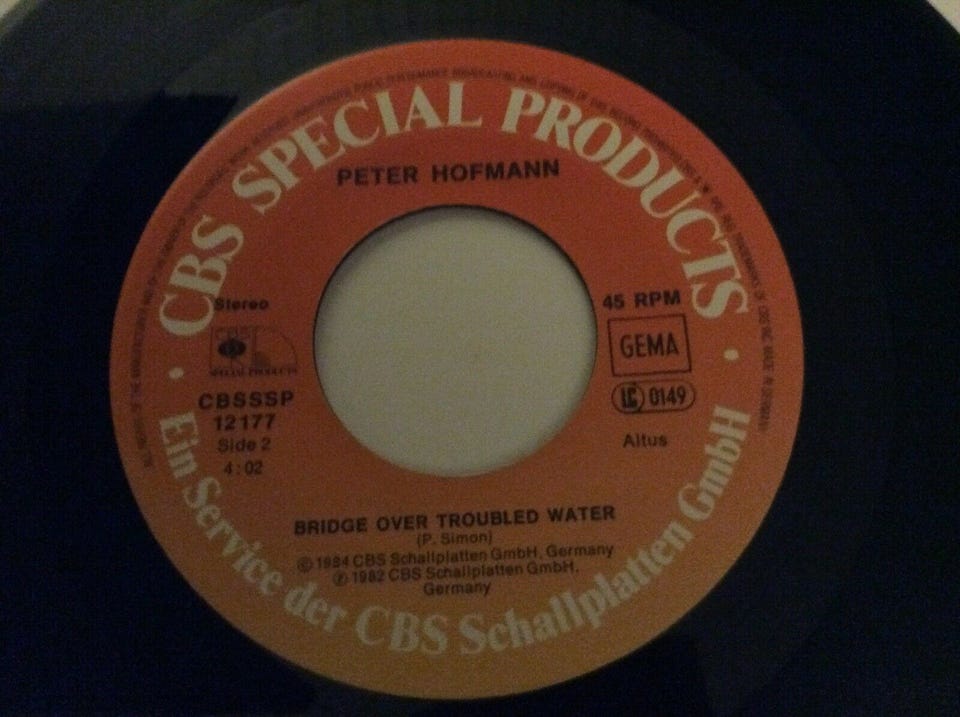 CBS SPECIAL PRODUCTS
PETER HOFMANN
Stereo
SPECIAL PRODUCTS
CBSSSP
12177
Side 2
4:02
45 RPM
GEMA
LC 0149
Altus
BRIDGE OVER TROUBLED WATER
(P. Simon)
© 1984 CBS Schallplatten GmbH, Germany
℗ 1982 CBS Schallplatten GmbH,
Germany
Ein Service der CBS Schallplatten GmbH